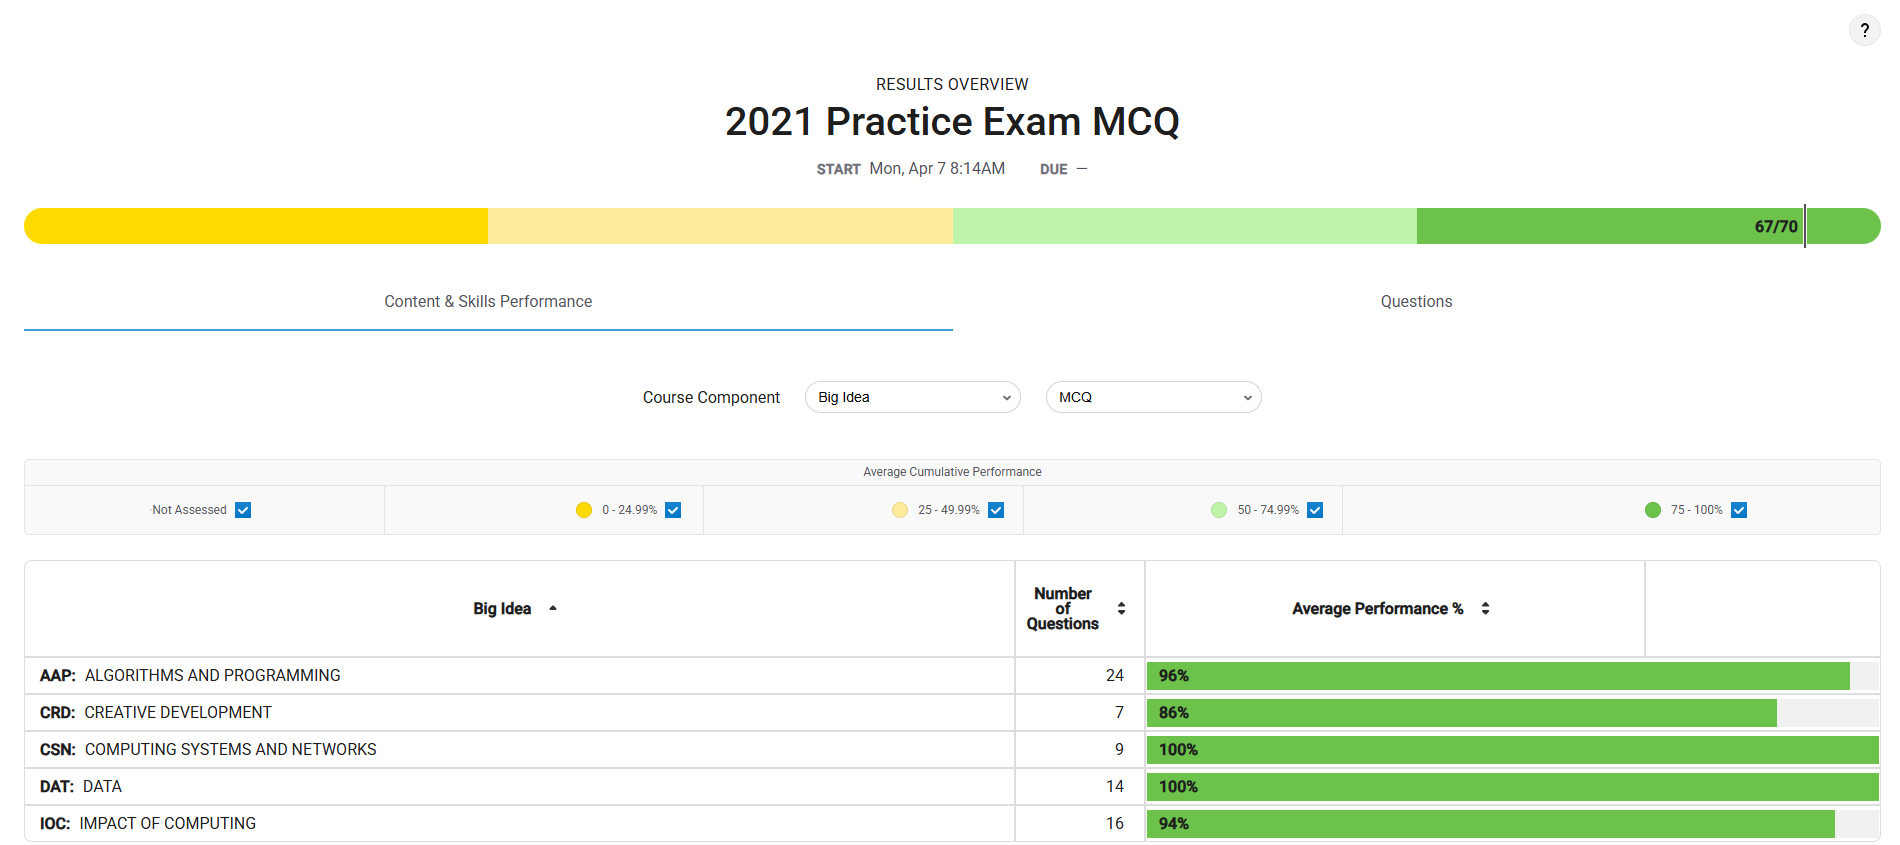 ?
RESULTS OVERVIEW
2021 Practice Exam MCQ
START Mon, Apr 7 8:14AM DUE —
67/70
Content & Skills Performance Questions
Course Component Big Idea MCQ
Average Cumulative Performance
Not Assessed 0 - 24.99% 25 - 49.99% 50 - 74.99% 75 - 100%
Big Idea
Number
of
Questions
Average Performance %
AAP: ALGORITHMS AND PROGRAMMING 24 96%
CRD: CREATIVE DEVELOPMENT 7 86%
CSN: COMPUTING SYSTEMS AND NETWORKS 9 100%
DAT: DATA 14 100%
IOC: IMPACT OF COMPUTING 16 94%